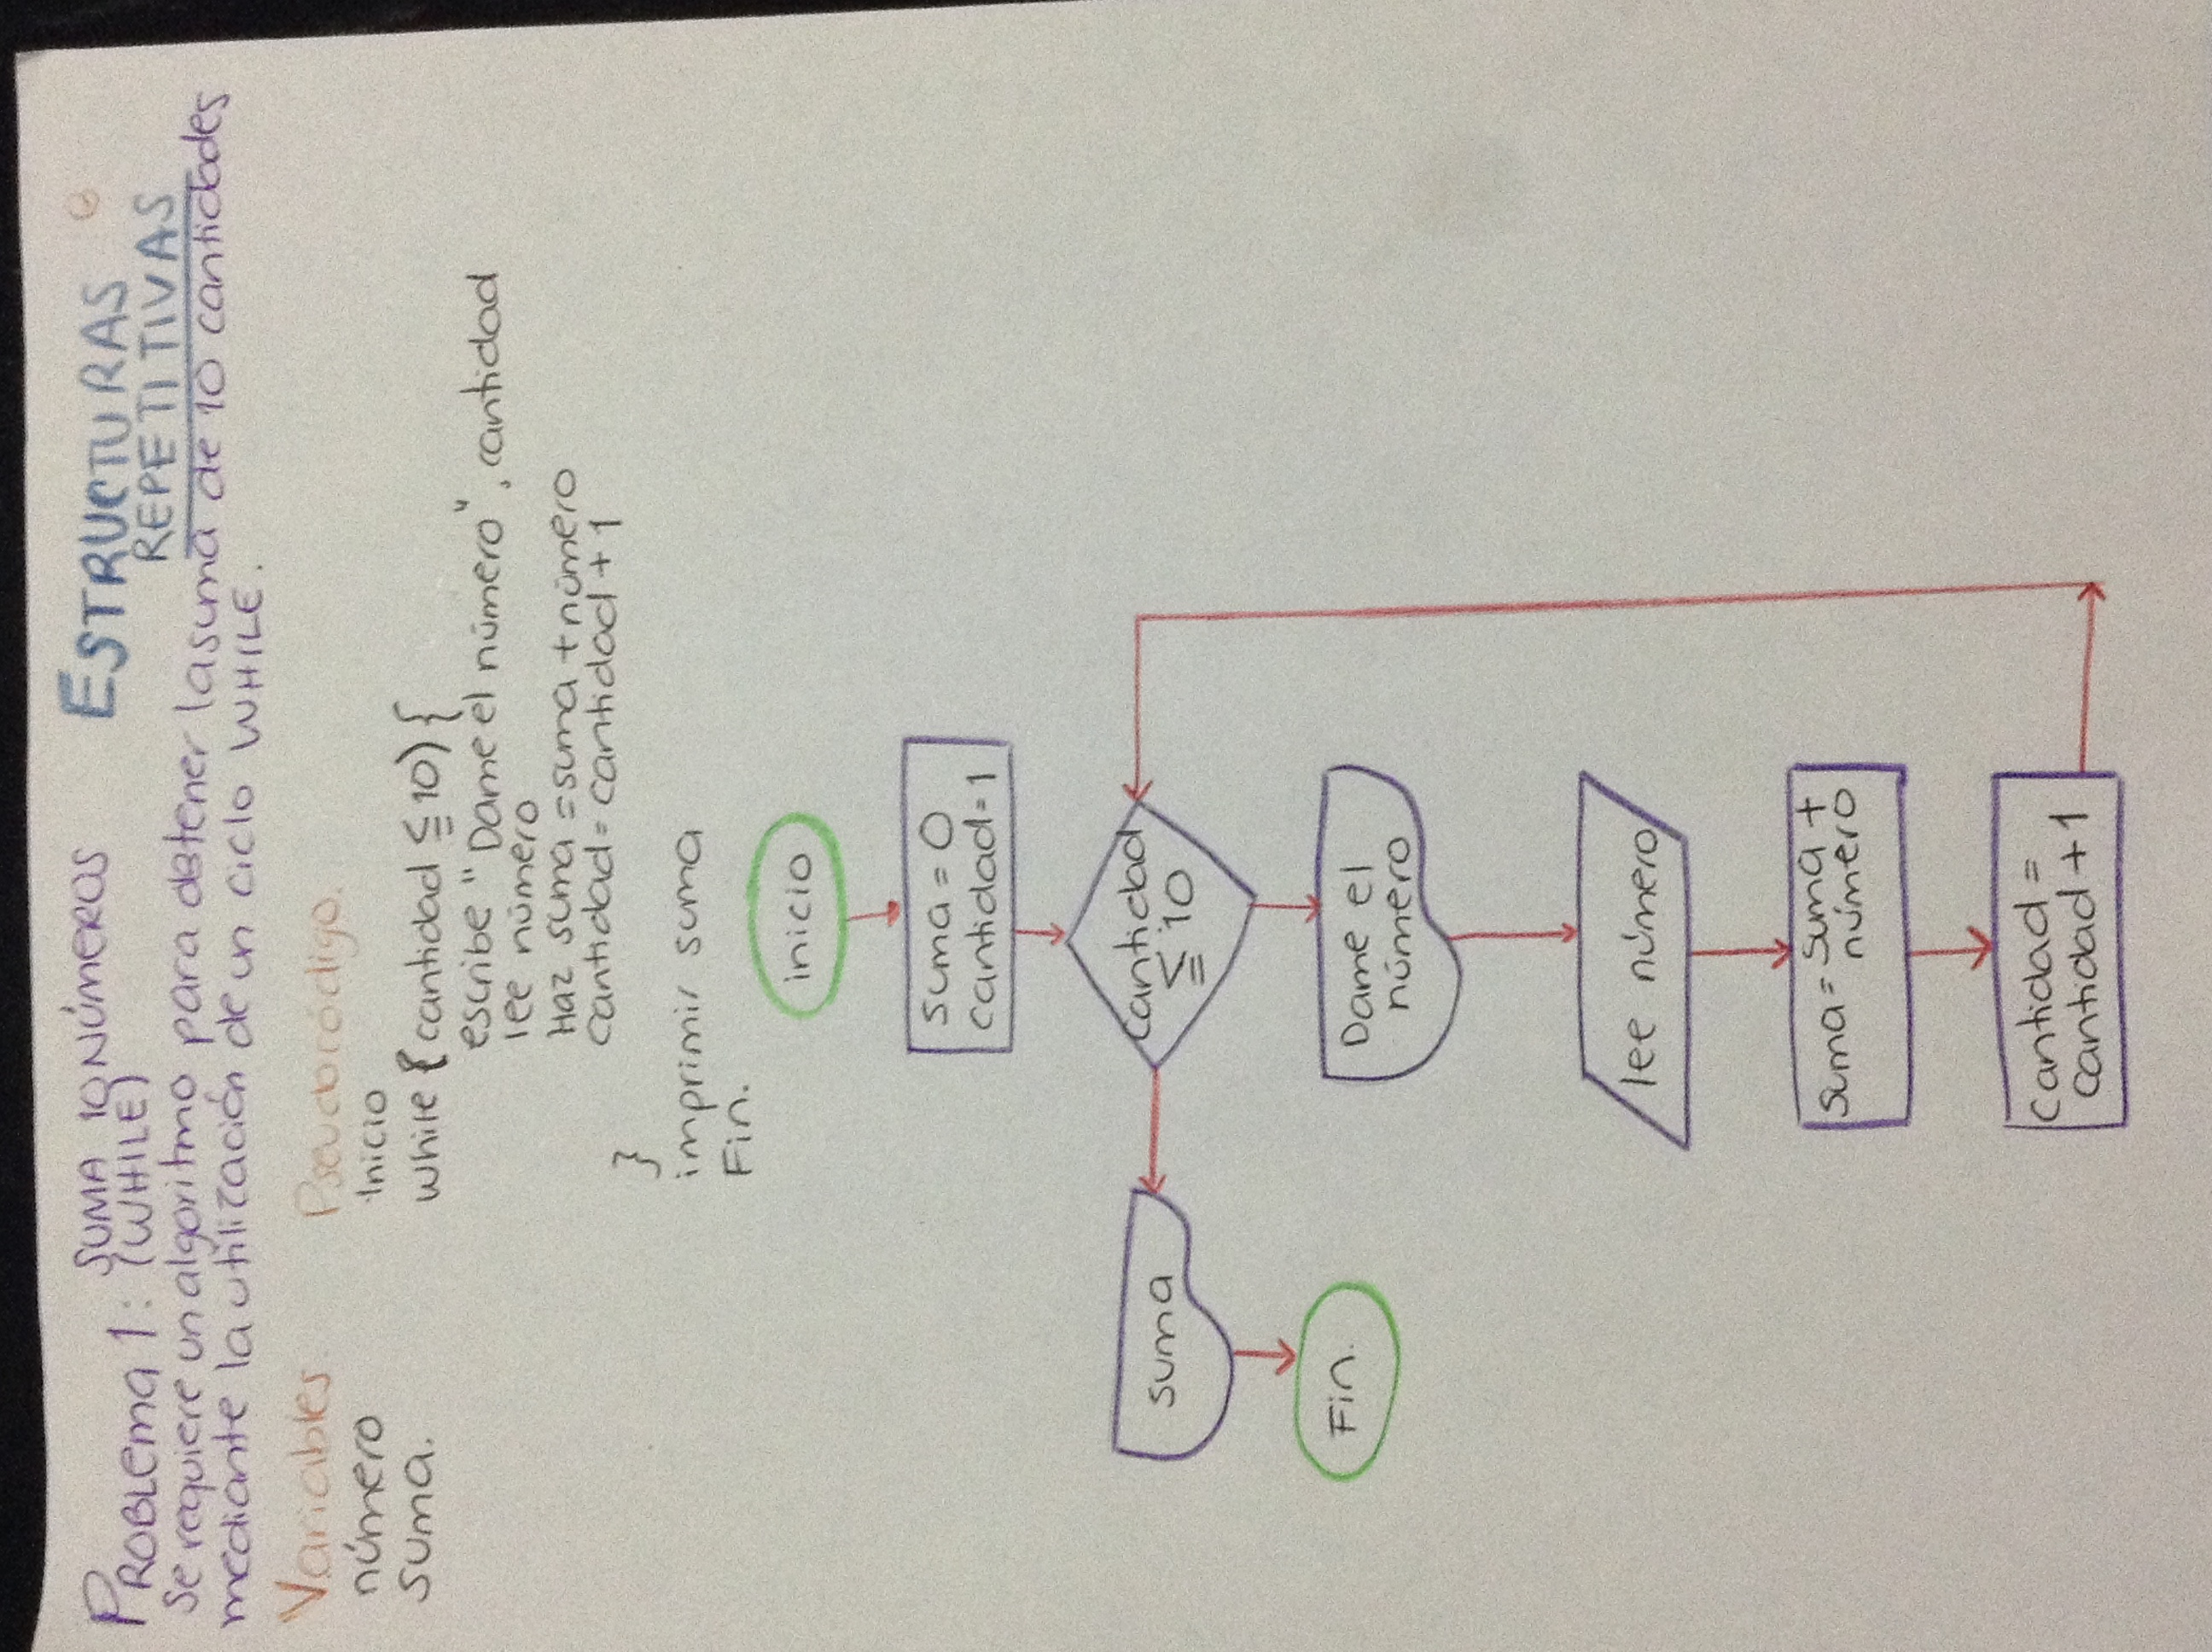 SUMA 10 NÚMEROS
PROBLEMA 1: (WHILE)
ESTRUCTURAS
REPETITIVAS
Se requiere un algoritmo para obtener la suma de 10 cantidades
mediante la utilización de un ciclo WHILE.
Variables.
número
suma.
Pseudocódigo.
Inicio
While (cantidad ≦ 10) {
escribe "Dame el número", cantidad
lee número
Haz suma = suma + número
cantidad = cantidad + 1
}
imprimir suma
Fin.
inicio
suma = 0
cantidad = 1
cantidad
≦ 10
suma
Fin.
Dame el
número
lee número
suma = suma +
número
cantidad =
cantidad + 1